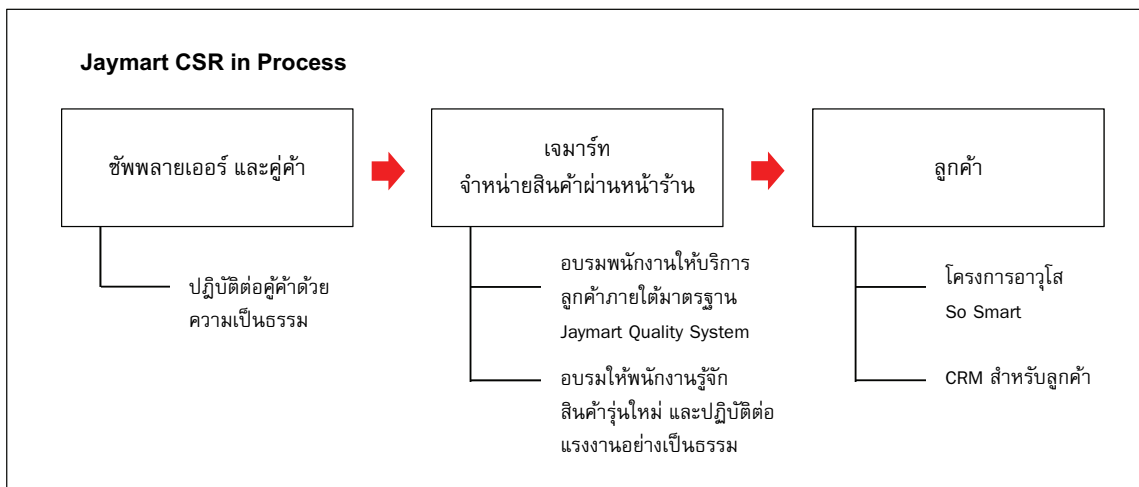 Jaymart CSR in Process
ซัพพลายเออร์ และคู่ค้า
ปฎิบัติต่อคู้ค้าด้วย
ความเป็นธรรม
เจมาร์ท
จำหน่ายสินค้าผ่านหน้าร้าน
อบรมพนักงานให้บริการ
ลูกค้าภายใต้มาตรฐาน
Jaymart Quality System
อบรมให้พนักงานรู้จัก
สินค้ารุ่นใหม่ และปฏิบัติต่อ
แรงงานอย่างเป็นธรรม
ลูกค้า
โครงการอาวุโส
So Smart
CRM สำหรับลูกค้า